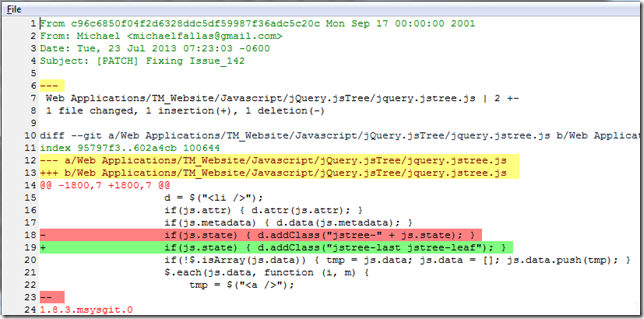 File
1 From c96c6850f04f2d6328ddc5df59987f36adc5c20c Mon Sep 17 00:00:00 2001
2 From: Michael <michaelfallas@gmail.com>
3 Date: Tue, 23 Jul 2013 07:23:03 -0600
4 Subject: [PATCH] Fixing Issue_142
5
6 ---
7 Web Applications/TM_Website/Javascript/jQuery.jsTree/jquery.jstree.js | 2 +-
8 1 file changed, 1 insertion(+), 1 deletion(-)
9
10 diff --git a/Web Applications/TM_Website/Javascript/jQuery.jsTree/jquery.jstree.js b/Web Applicat
11 index 95797f3..602a4cb 100644
12 --- a/Web Applications/TM_Website/Javascript/jQuery.jsTree/jquery.jstree.js
13 +++ b/Web Applications/TM_Website/Javascript/jQuery.jsTree/jquery.jstree.js
14 @@ -1800,7 +1800,7 @@
15 d = $("<li />");
16 if(js.attr) { d.attr(js.attr); }
17 if(js.metadata) { d.data(js.metadata); }
18 - if(js.state) { d.addClass("jstree-" + js.state); }
19 + if(js.state) { d.addClass("jstree-last jstree-leaf"); }
20 if(!$.isArray(js.data)) { tmp = js.data; js.data = []; js.data.push(tmp); }
21 $.each(js.data, function (i, m) {
22 tmp = $("<a />");
23 --
24 1.8.3.msysgit.0